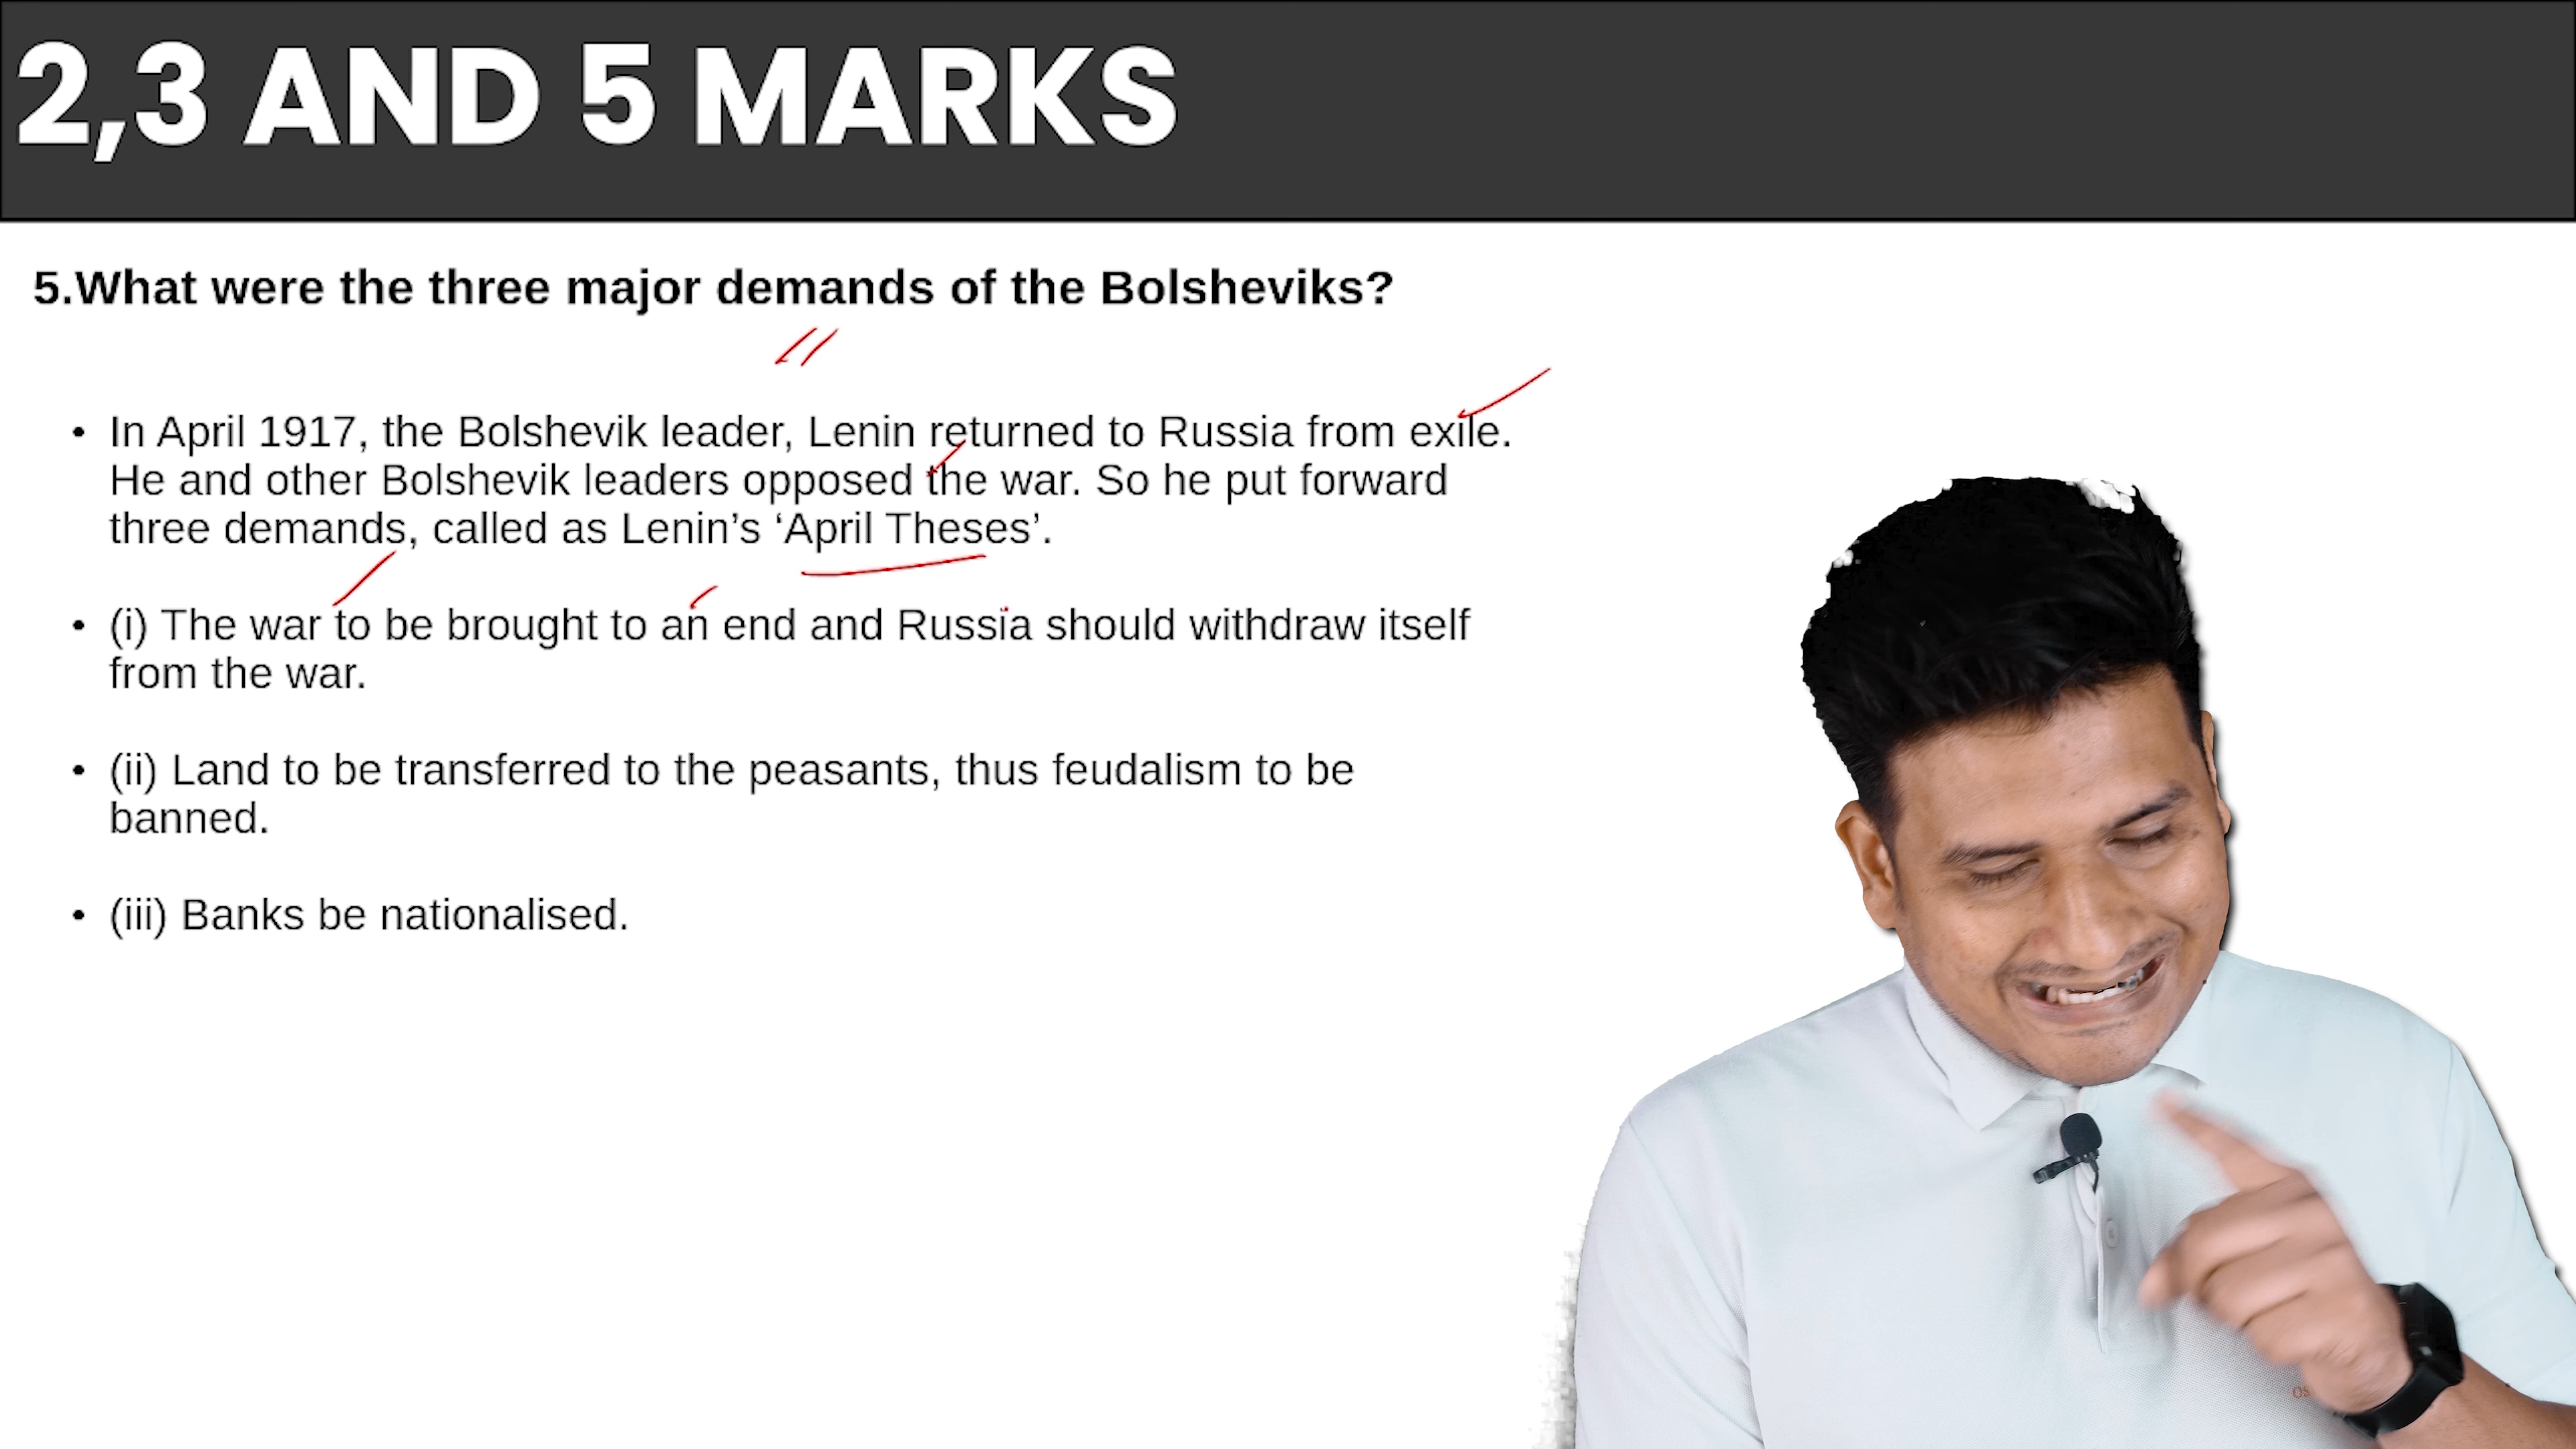 2,3 AND 5 MARKS
5.What were the three major demands of the Bolsheviks?
• In April 1917, the Bolshevik leader, Lenin returned to Russia from exile.
He and other Bolshevik leaders opposed the war. So he put forward
three demands, called as Lenin’s ‘April Theses’.
• (i) The war to be brought to an end and Russia should withdraw itself
from the war.
• (ii) Land to be transferred to the peasants, thus feudalism to be
banned.
• (iii) Banks be nationalised.